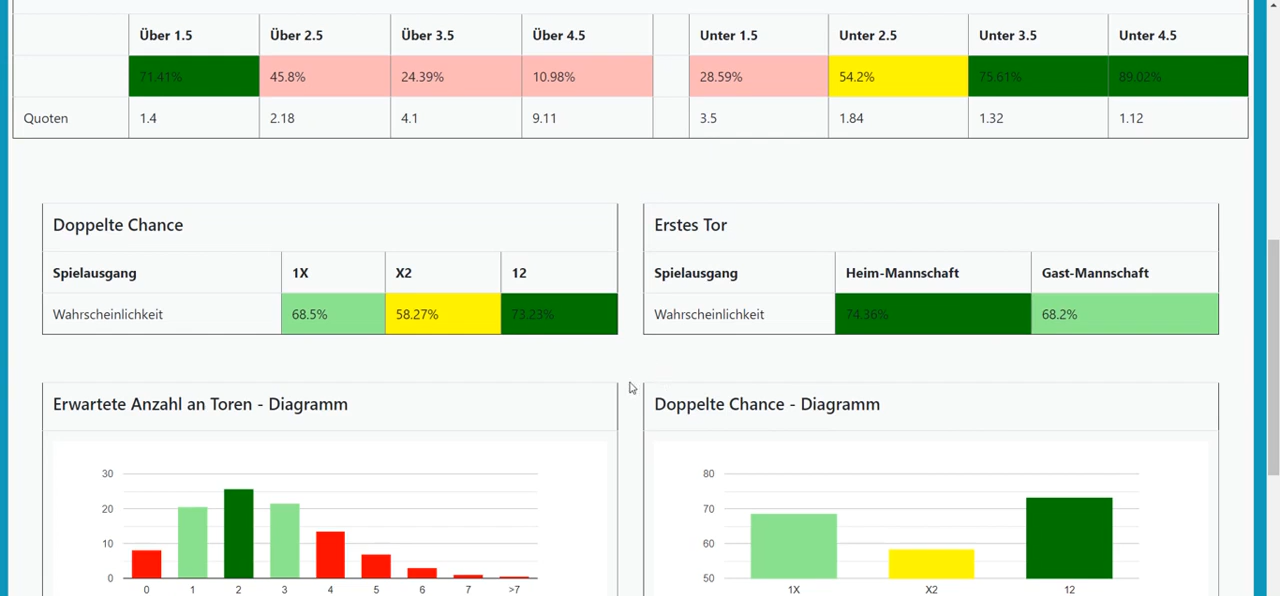 Über 1.5 Über 2.5 Über 3.5 Über 4.5 Unter 1.5 Unter 2.5 Unter 3.5 Unter 4.5
71.41% 45.8% 24.39% 10.98% 28.59% 54.2% 75.61% 89.02%
Quoten 1.4 2.18 4.1 9.11 3.5 1.84 1.32 1.12
Doppelte Chance
Spielausgang 1X X2 12
Wahrscheinlichkeit 68.5% 58.27% 73.23%
Erstes Tor
Spielausgang Heim-Mannschaft Gast-Mannschaft
Wahrscheinlichkeit 74.36% 68.2%
Erwartete Anzahl an Toren - Diagramm
30
20
10
0
0 1 2 3 4 5 6 7 >7
Doppelte Chance - Diagramm
80
70
60
50
1X X2 12